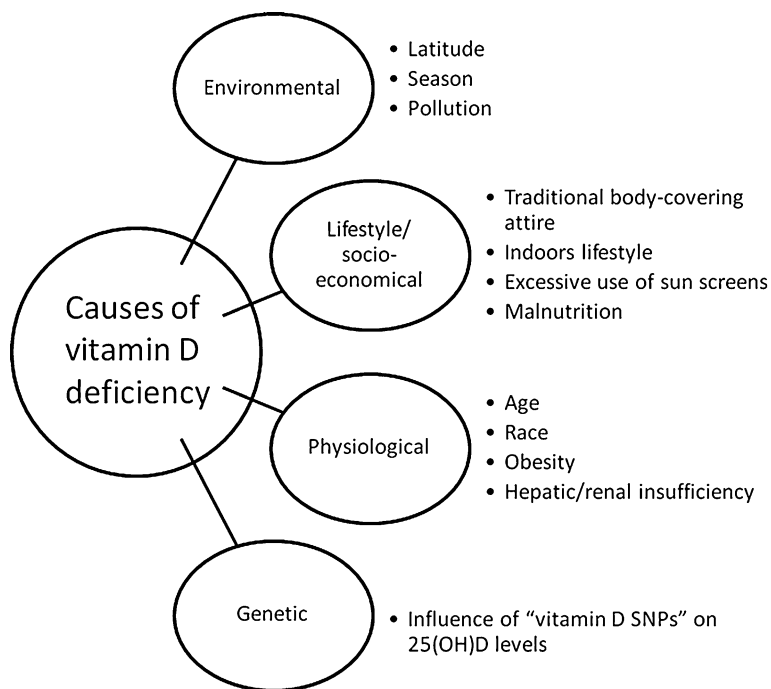 Environmental
• Latitude
• Season
• Pollution
Lifestyle/
socio-
economical
• Traditional body-covering
attire
• Indoors lifestyle
• Excessive use of sun screens
• Malnutrition
Causes of
vitamin D
deficiency
Physiological
• Age
• Race
• Obesity
• Hepatic/renal insufficiency
Genetic
• Influence of “vitamin D SNPs” on
25(OH)D levels